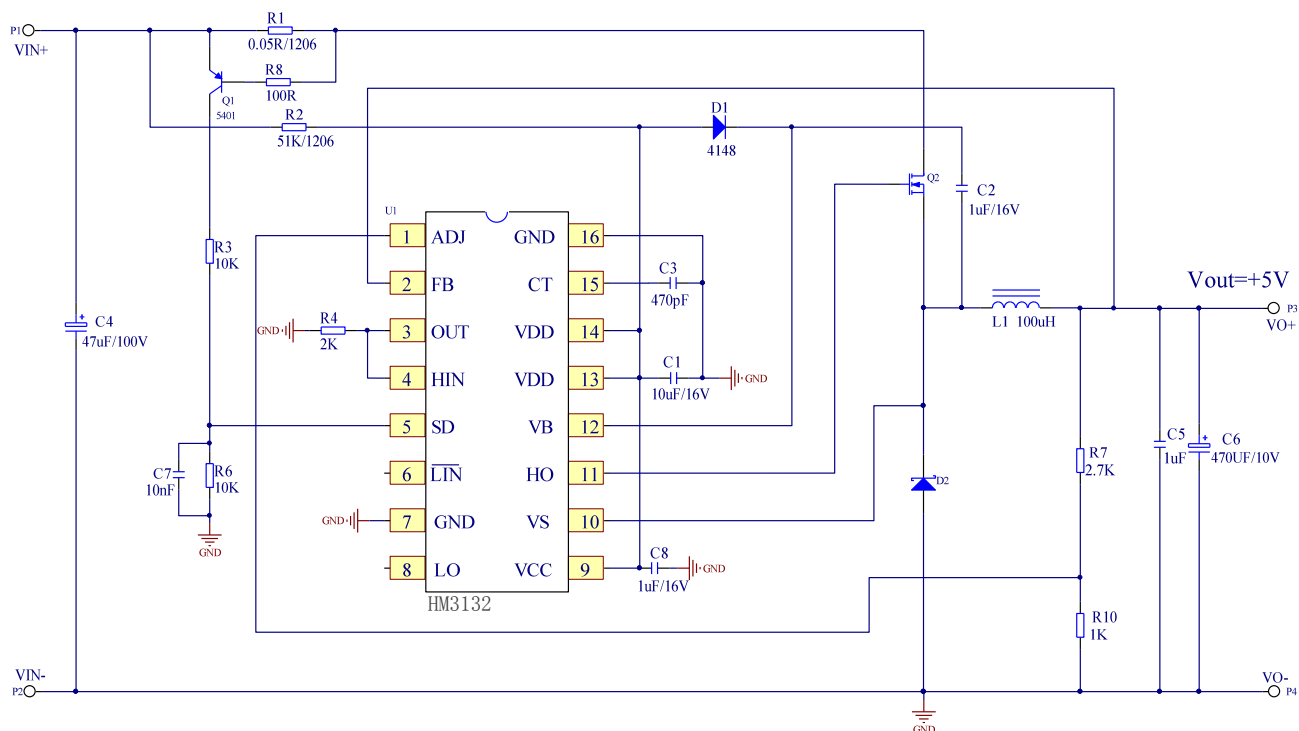 P1
VIN+
R1
0.05R/1206
R8
100R
Q1
5401
R2
51K/1206
D1
4148
Q2
C2
1uF/16V
U1
1 ADJ
2 FB
3 OUT
4 HIN
5 SD
6 LIN
7 GND
8 LO
GND 16
CT 15
VDD 14
VDD 13
VB 12
HO 11
VS 10
VCC 9
HM3132
R3
10K
C3
470pF
Vout=+5V
L1 100uH
P3
VO+
C4
47uF/100V
GND
R4
2K
C1
10uF/16V
GND
C7
10nF
R6
10K
GND
GND
C8
1uF/16V
GND
D2
R7
2.7K
C5
1uF
C6
470UF/10V
R10
1K
VIN-
P2
VO-
P4
GND